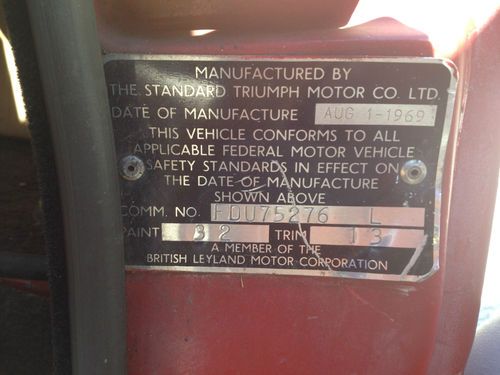 MANUFACTURED BY
THE STANDARD TRIUMPH MOTOR CO. LTD.
DATE OF MANUFACTURE AUG 1-1969
THIS VEHICLE CONFORMS TO ALL
APPLICABLE FEDERAL MOTOR VEHICLE
SAFETY STANDARDS IN EFFECT ON
THE DATE OF MANUFACTURE
SHOWN ABOVE
COMM. NO. FDU75276 L
PAINT 32 TRIM 13
A MEMBER OF THE
BRITISH LEYLAND MOTOR CORPORATION